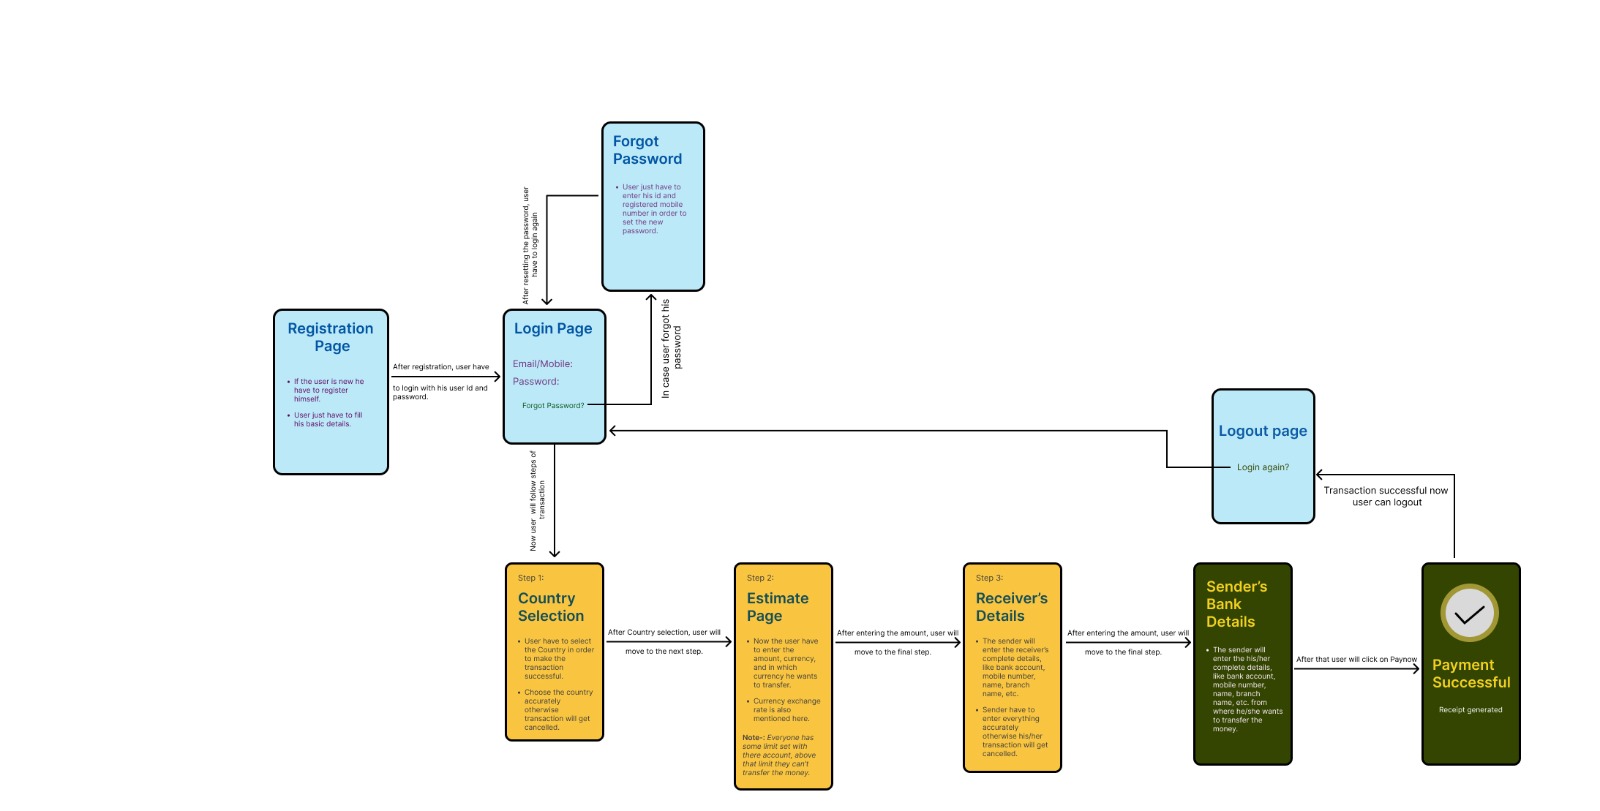 Forgot
Password
• User just have to
enter his id and
registered mobile
number in order to
set the new
password.
After resetting the password, user
have to login again
In case user forgot his
password
Registration
Page
• If the user is new he
have to register
himself.
• User just have to fill
his basic details.
After registration, user have
to login with his user Id and
password.
Login Page
Email/Mobile:
Password:
Forgot Password?
Now user will follow steps of
transaction
Logout page
Login again?
Transaction successful now
user can logout
Step 1:
Country
Selection
• User have to select
the Country in order
to make the
transaction
successful.
• Choose the country
accurately
otherwise
transaction will get
cancelled.
After Country selection, user will
move to the next step.
Step 2:
Estimate
Page
• Now the user have
to enter the
amount, currency,
and in which
currency he wants
to transfer.
• Currency exchange
rate is also
mentioned here.
Note-: Everyone has
some limit set with
there account, above
that limit they can't
transfer the money.
After entering the amount, user will
move to the final step.
Step 3:
Receiver's
Details
• The sender will
enter the receiver's
complete details,
like bank account,
mobile number,
name, branch
name, etc.
• Sender have to
enter everything
accurately
otherwise his/her
transaction will get
cancelled.
After entering the amount, user will
move to the final step.
Sender's
Bank
Details
• The sender will
enter the his/her
complete details,
like bank account,
mobile number,
name, branch
name, etc. from
where he/she wants
to transfer the
money.
After that user will click on Paynow
Payment
Successful
Receipt generated